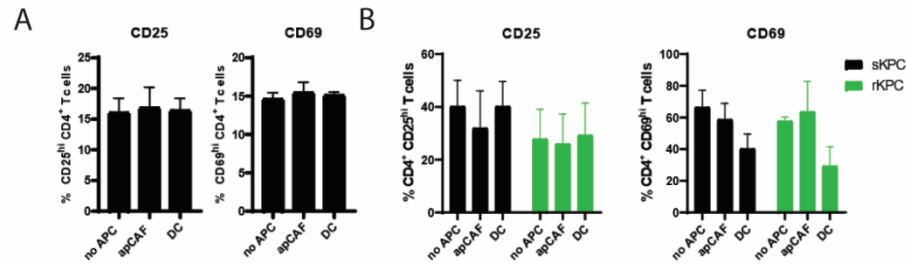 A
CD25
% CD25hi CD4+ T cells
25
20
15
10
5
0
no APC
apCAF
DC
CD69
% CD69hi CD4+ T cells
20
15
10
5
0
no APC
apCAF
DC
B
CD25
% CD4+ CD25hi T cells
60
40
20
0
no APC
apCAF
DC
no APC
apCAF
DC
CD69
% CD4+ CD69hi T cells
100
80
60
40
20
0
no APC
apCAF
DC
no APC
apCAF
DC
sKPC
rKPC